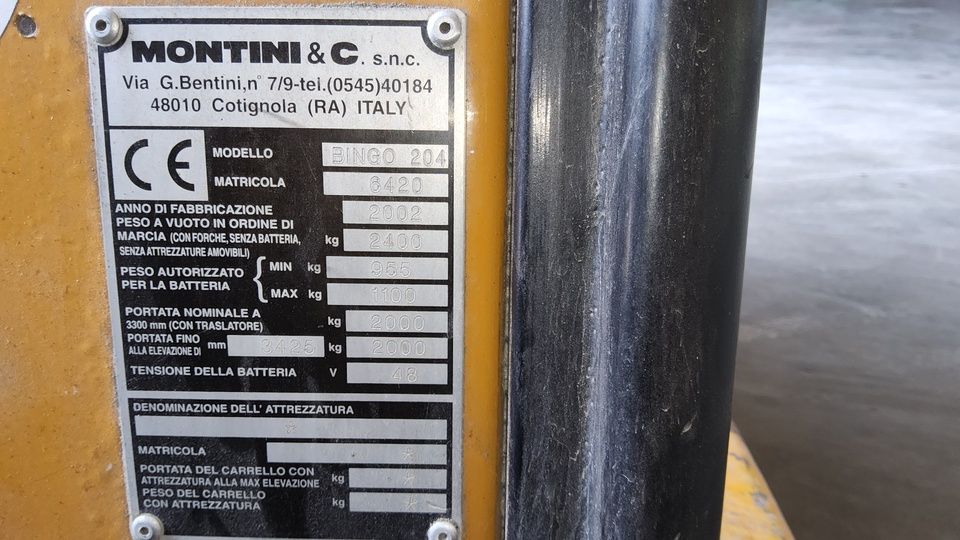 MONTINI & C. s.n.c.
Via G.Bentini,n° 7/9-tel.(0545)40184
48010 Cotignola (RA) ITALY
CE
MODELLO BINGO 204
MATRICOLA 6420
ANNO DI FABBRICAZIONE 2002
PESO A VUOTO IN ORDINE DI
MARCIA (CON FORCHE, SENZA BATTERIA, kg 2400
SENZA ATTREZZATURE AMOVIBILI)
PESO AUTORIZZATO PER LA BATTERIA MIN kg 955
MAX kg 1100
PORTATA NOMINALE A
3300 mm (CON TRASLATORE) kg 2000
PORTATA FINO
ALLA ELEVAZIONE DI mm 3425 kg 2000
TENSIONE DELLA BATTERIA V 48
DENOMINAZIONE DELL' ATTREZZATURA
*
MATRICOLA *
PORTATA DEL CARRELLO CON
ATTREZZATURA ALLA MAX ELEVAZIONE kg *
PESO DEL CARRELLO
CON ATTREZZATURA kg *